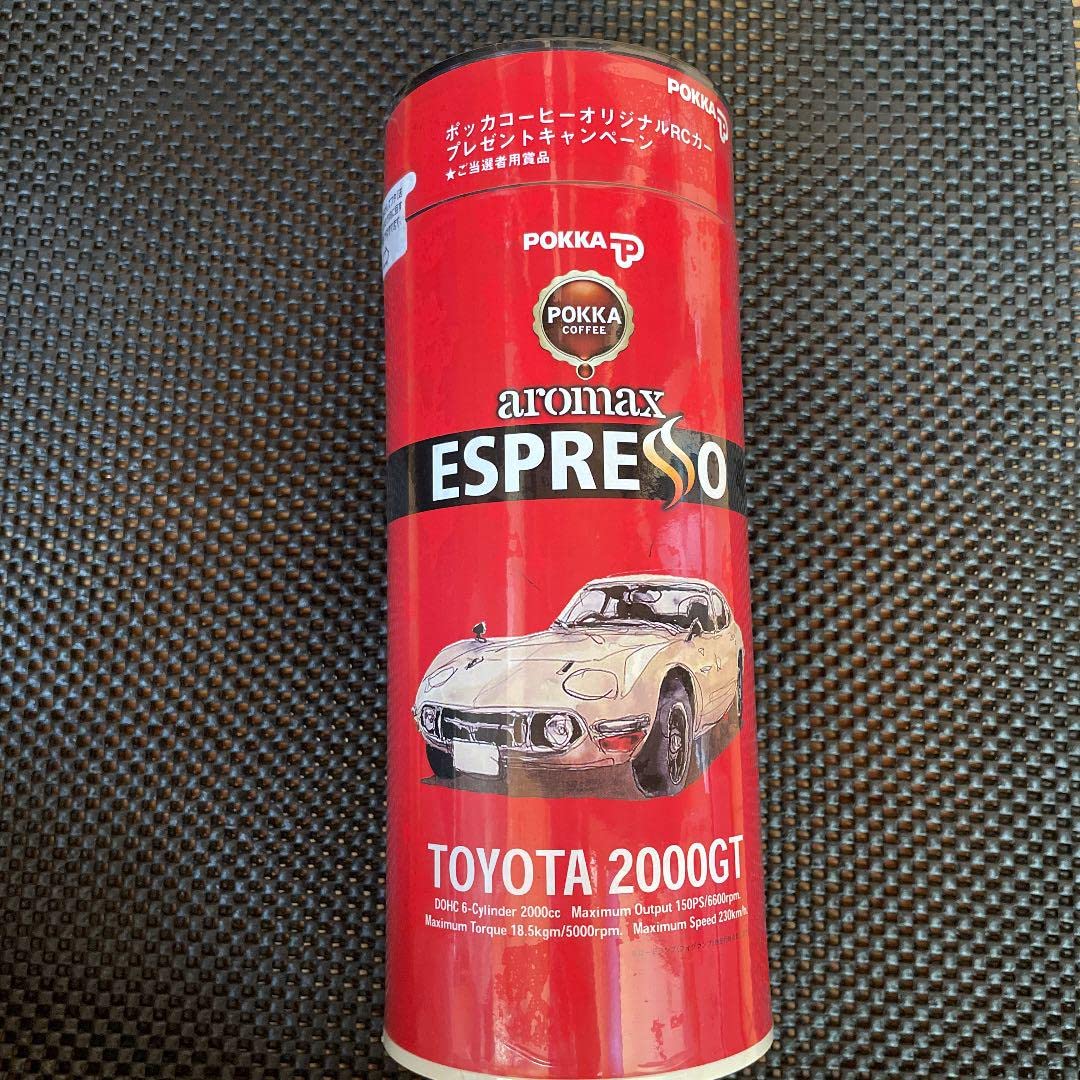 POKKA
ポッカコーヒーオリジナルRCカー
プレゼントキャンペーン
★ご当選者用賞品
POKKA
POKKA
COFFEE
aromax
ESPRESSO
TOYOTA 2000GT
DOHC 6-Cylinder 2000cc Maximum Output 150PS/6600rpm.
Maximum Torque 18.5kgm/5000rpm. Maximum Speed 230km/h.